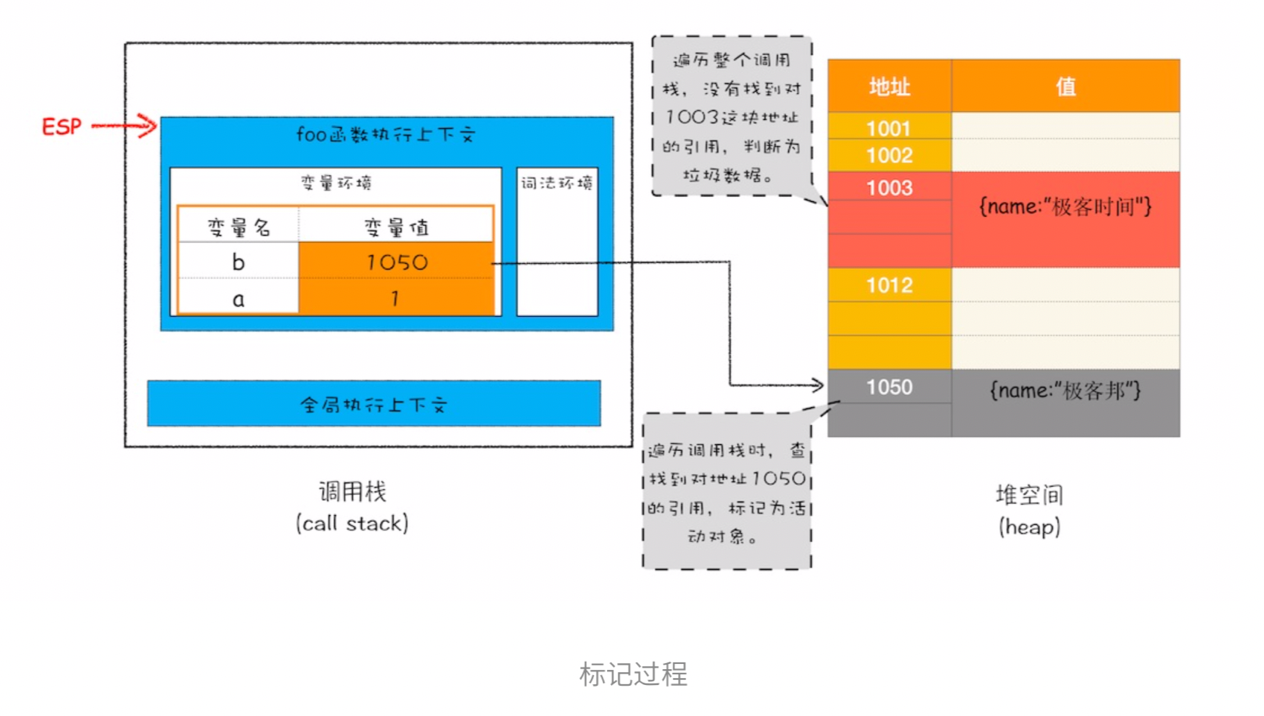 ESP
foo函数执行上下文
变量环境
词法环境
变量名
变量值
b
1050
a
1
全局执行上下文
调用栈
(call stack)
遍历整个调用
栈，没有找到对
1003这块地址
的引用，判断为
垃圾数据。
遍历调用栈时，查
找到对地址1050
的引用，标记为活
动对象。
地址
值
1001
1002
1003
{name:"极客时间"}
1012
1050
{name:"极客邦"}
堆空间
(heap)
标记过程